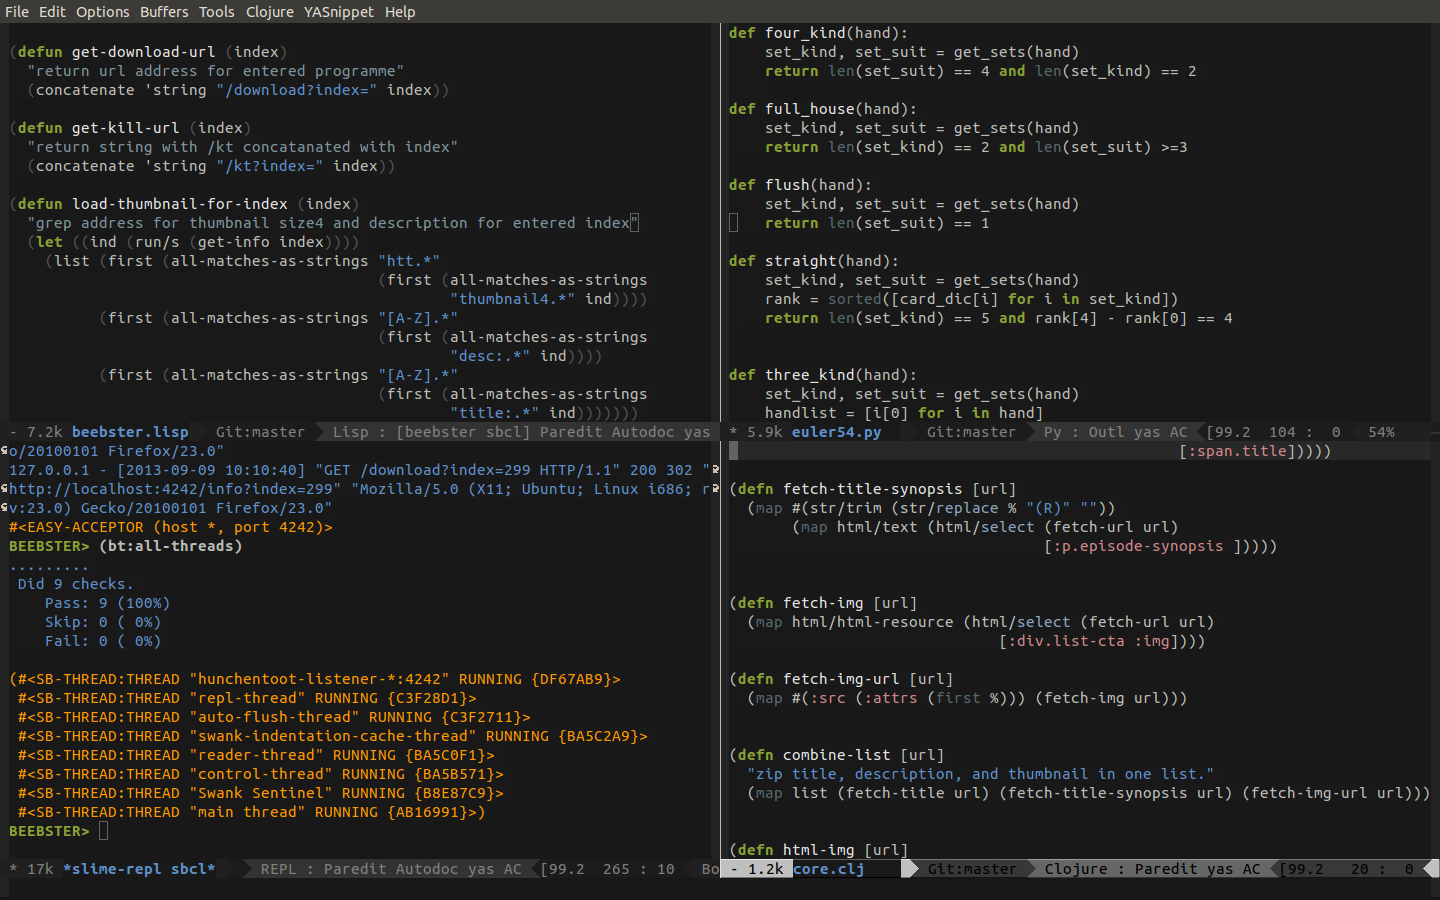 File Edit Options Buffers Tools Clojure YASnippet Help
(defun get-download-url (index)
  "return url address for entered programme"
  (concatenate 'string "/download?index=" index))
(defun get-kill-url (index)
  "return string with /kt concatanated with index"
  (concatenate 'string "/kt?index=" index))
(defun load-thumbnail-for-index (index)
  "grep address for thumbnail size4 and description for entered index"
  (let ((ind (run/s (get-info index))))
    (list (first (all-matches-as-strings "htt.*"
                                         (first (all-matches-as-strings
                                                 "thumbnail4.*" ind))))
          (first (all-matches-as-strings "[A-Z].*"
                                         (first (all-matches-as-strings
                                                 "desc:.*" ind))))
          (first (all-matches-as-strings "[A-Z].*"
                                         (first (all-matches-as-strings
                                                 "title:.*" ind)))))))
- 7.2k beebster.lisp Git:master Lisp : [beebster sbcl] Paredit Autodoc yas
o/20100101 Firefox/23.0"
127.0.0.1 - [2013-09-09 10:10:40] "GET /download?index=299 HTTP/1.1" 200 302 "
http://localhost:4242/info?index=299" "Mozilla/5.0 (X11; Ubuntu; Linux i686; r
v:23.0) Gecko/20100101 Firefox/23.0"
#<EASY-ACCEPTOR (host *, port 4242)>
BEEBSTER> (bt:all-threads)
.........
 Did 9 checks.
    Pass: 9 (100%)
    Skip: 0 ( 0%)
    Fail: 0 ( 0%)
(#<SB-THREAD:THREAD "hunchentoot-listener-*:4242" RUNNING {DF67AB9}>
 #<SB-THREAD:THREAD "repl-thread" RUNNING {C3F28D1}>
 #<SB-THREAD:THREAD "auto-flush-thread" RUNNING {C3F2711}>
 #<SB-THREAD:THREAD "swank-indentation-cache-thread" RUNNING {BA5C2A9}>
 #<SB-THREAD:THREAD "reader-thread" RUNNING {BA5C0F1}>
 #<SB-THREAD:THREAD "control-thread" RUNNING {BA5B571}>
 #<SB-THREAD:THREAD "Swank Sentinel" RUNNING {B8E87C9}>
 #<SB-THREAD:THREAD "main thread" RUNNING {AB16991}>)
BEEBSTER>
* 17k *slime-repl sbcl* REPL : Paredit Autodoc yas AC [99.2 265 : 10 Bo
def four_kind(hand):
    set_kind, set_suit = get_sets(hand)
    return len(set_suit) == 4 and len(set_kind) == 2
def full_house(hand):
    set_kind, set_suit = get_sets(hand)
    return len(set_kind) == 2 and len(set_suit) >=3
def flush(hand):
    set_kind, set_suit = get_sets(hand)
    return len(set_suit) == 1
def straight(hand):
    set_kind, set_suit = get_sets(hand)
    rank = sorted([card_dic[i] for i in set_kind])
    return len(set_kind) == 5 and rank[4] - rank[0] == 4
def three_kind(hand):
    set_kind, set_suit = get_sets(hand)
    handlist = [i[0] for i in hand]
* 5.9k euler54.py Git:master Py : Outl yas AC [99.2 104 : 0 54%
[:span.title]))))
(defn fetch-title-synopsis [url]
  (map #(str/trim (str/replace % "(R)" ""))
       (map html/text (html/select (fetch-url url)
                                   [:p.episode-synopsis ]))))
(defn fetch-img [url]
  (map html/html-resource (html/select (fetch-url url)
                              [:div.list-cta :img])))
(defn fetch-img-url [url]
  (map #(:src (:attrs (first %))) (fetch-img url)))
(defn combine-list [url]
  "zip title, description, and thumbnail in one list."
  (map list (fetch-title url) (fetch-title-synopsis url) (fetch-img-url url)))
(defn html-img [url]
- 1.2k core.clj Git:master Clojure : Paredit yas AC [99.2 20 : 0